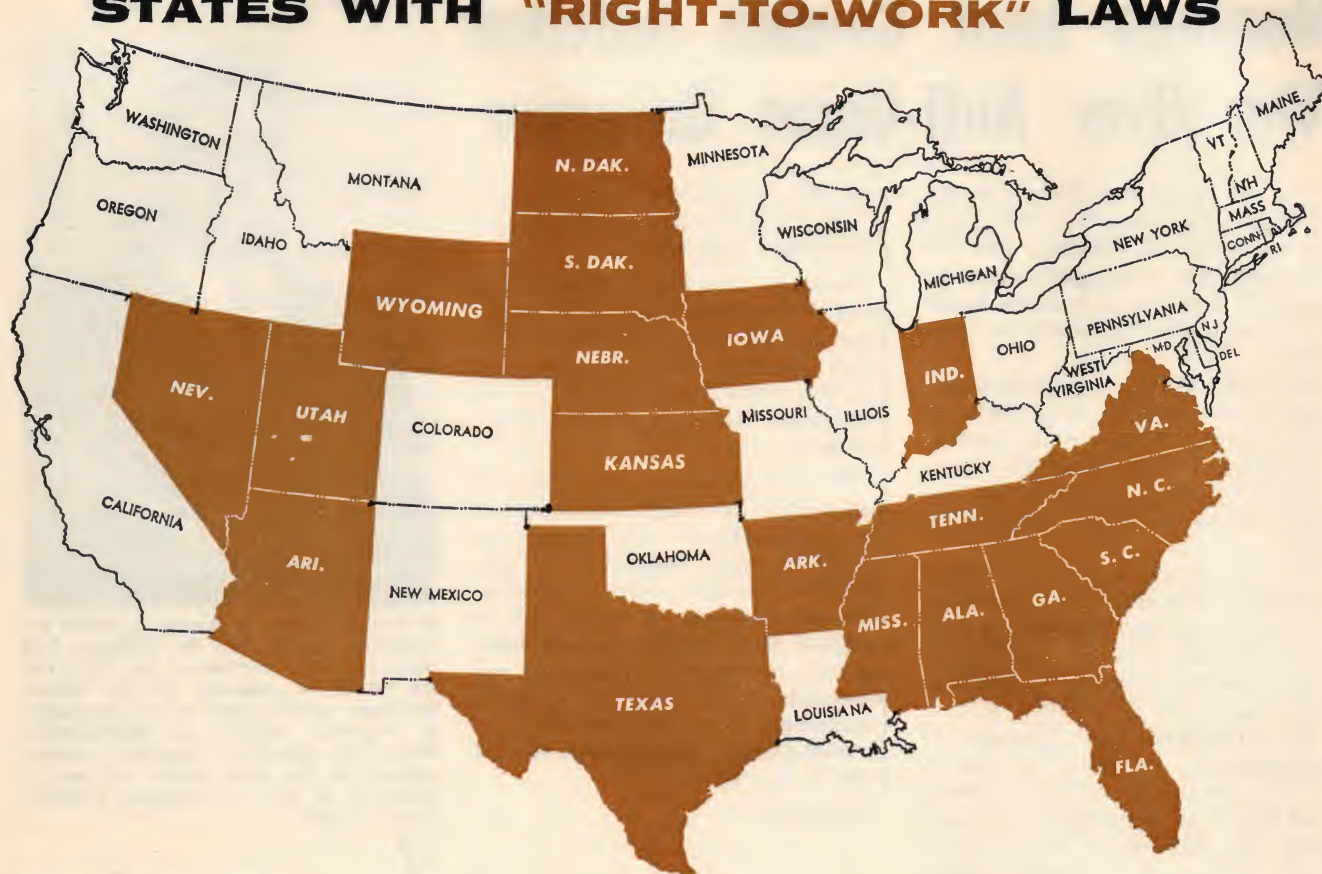 STATES WITH "RIGHT-TO-WORK" LAWS
WASHINGTON
OREGON
IDAHO
MONTANA
N. DAK.
S. DAK.
WYOMING
NEBR.
MINNESOTA
WISCONSIN
MICHIGAN
IOWA
NEV.
UTAH
COLORADO
KANSAS
MISSOURI
ILLIOIS
IND.
OHIO
KENTUCKY
WEST
VIRGINIA
VA.
PENNSYLVANIA
NEW YORK
VT
NH
MAINE.
MASS
CONN
RI
NJ
MD
DEL
CALIFORNIA
ARI.
NEW MEXICO
OKLAHOMA
TEXAS
ARK.
LOUISIANA
TENN.
N. C.
S. C.
MISS.
ALA.
GA.
FLA.